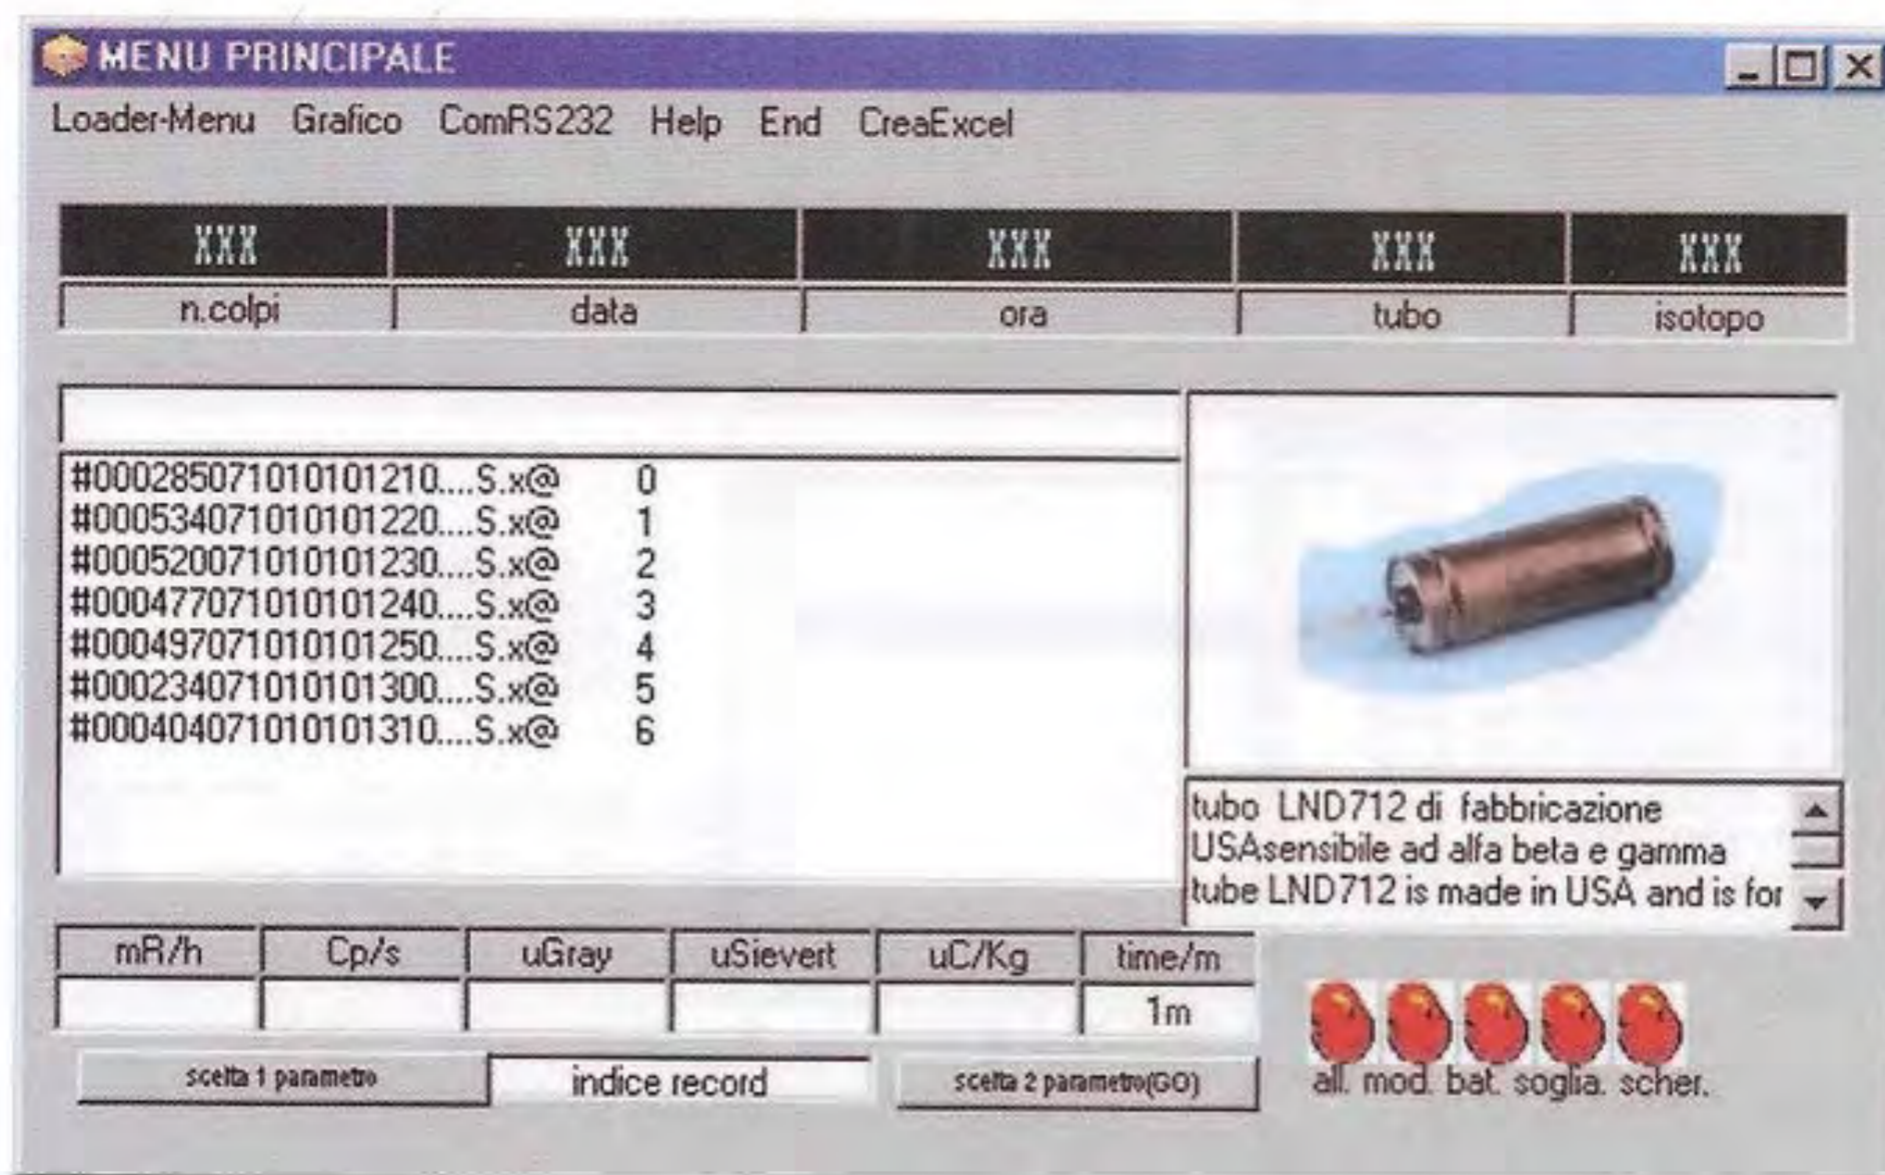 MENU PRINCIPALE
Loader-Menu Grafico ComRS232 Help End CreaExcel
XXX XXX XXX XXX XXX
n.colpi data ora tubo isotopo
#000285071010101210....S.x@ 0
#000534071010101220....S.x@ 1
#000520071010101230....S.x@ 2
#000477071010101240....S.x@ 3
#000497071010101250....S.x@ 4
#000234071010101300....S.x@ 5
#000404071010101310....S.x@ 6
tubo LND712 di fabbricazione
USAsensibile ad alfa beta e gamma
tube LND712 is made in USA and is for
mR/h Cp/s uGray uSievert uC/Kg time/m
1m
scelta 1 parametro indice record scelta 2 parametro(GO)
all. mod. bat. soglia. scher.